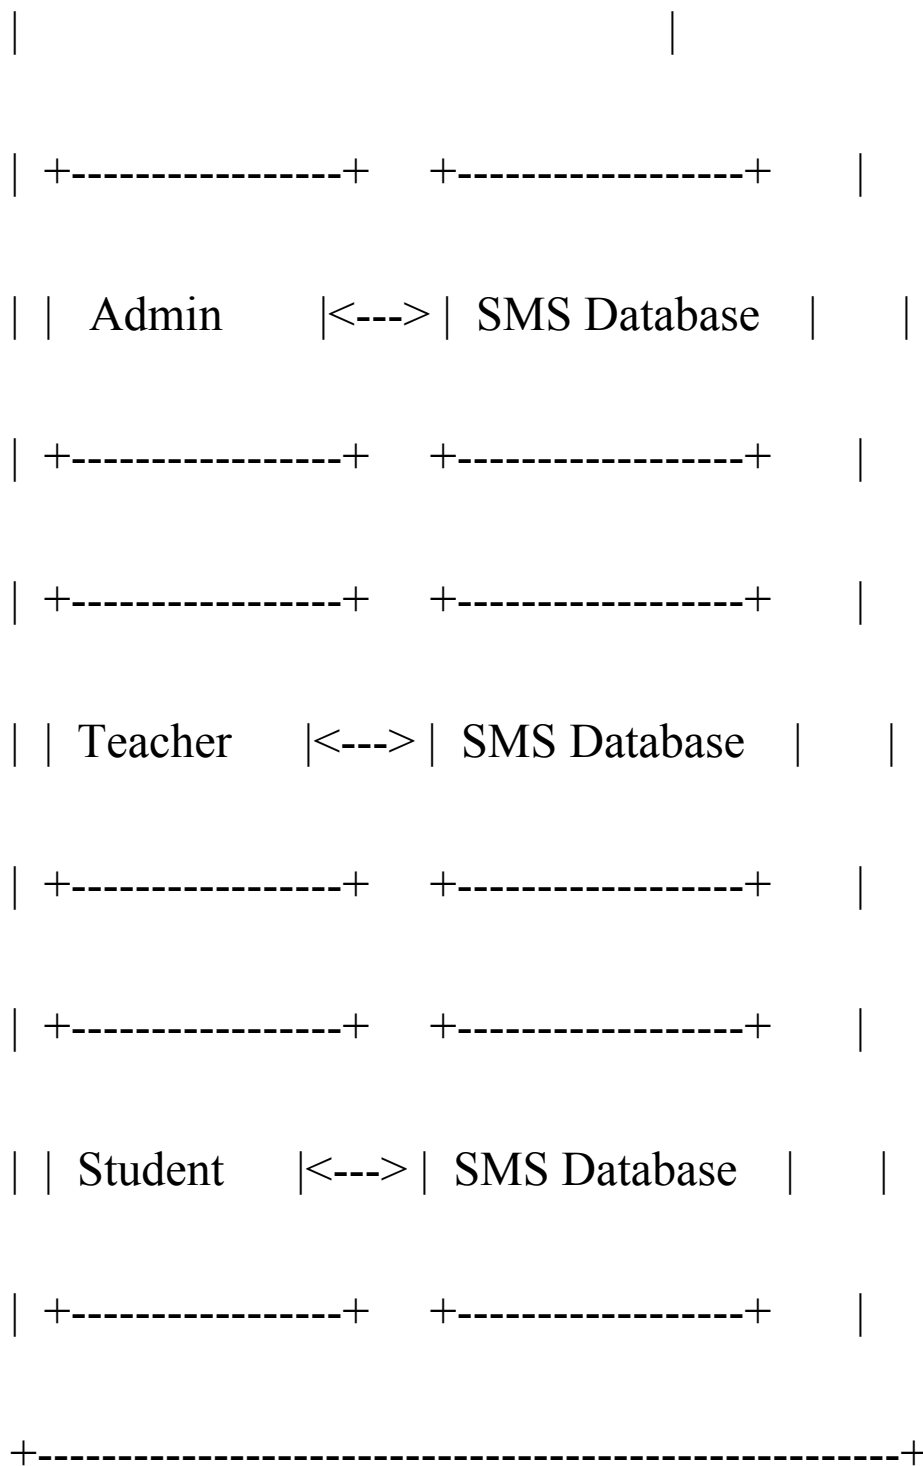 |                                                     |
|  +-----------------+     +------------------+       |
| |   Admin        |<---> |  SMS Database    |       |
|  +-----------------+     +------------------+       |
|  +-----------------+     +------------------+       |
| |  Teacher      |<---> |  SMS Database    |       |
|  +-----------------+     +------------------+       |
|  +-----------------+     +------------------+       |
| |  Student      |<---> |  SMS Database    |       |
|  +-----------------+     +------------------+       |
+------------------------------------------------------+